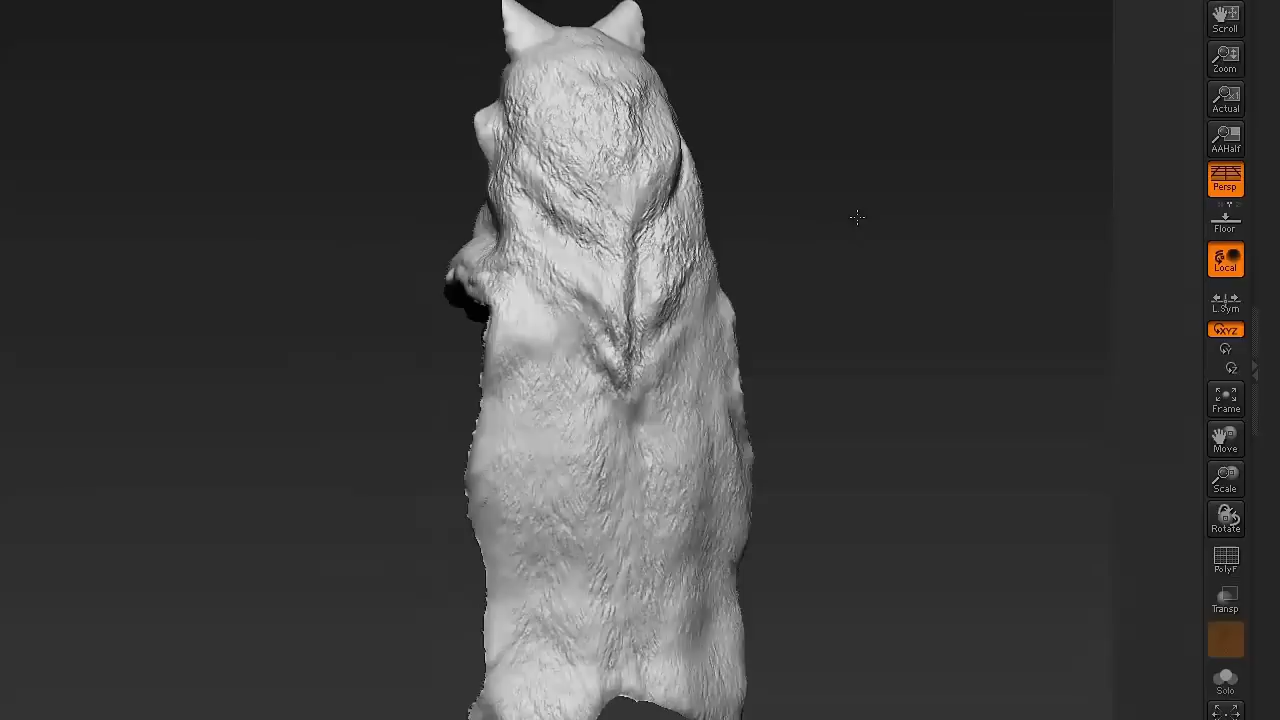 Scroll
Zoom
Actual
AAHalf
Persp
Floor
Local
L.Sym
XYZ
Y
Z
Frame
Move
Scale
Rotate
PolyF
Transp
Solo